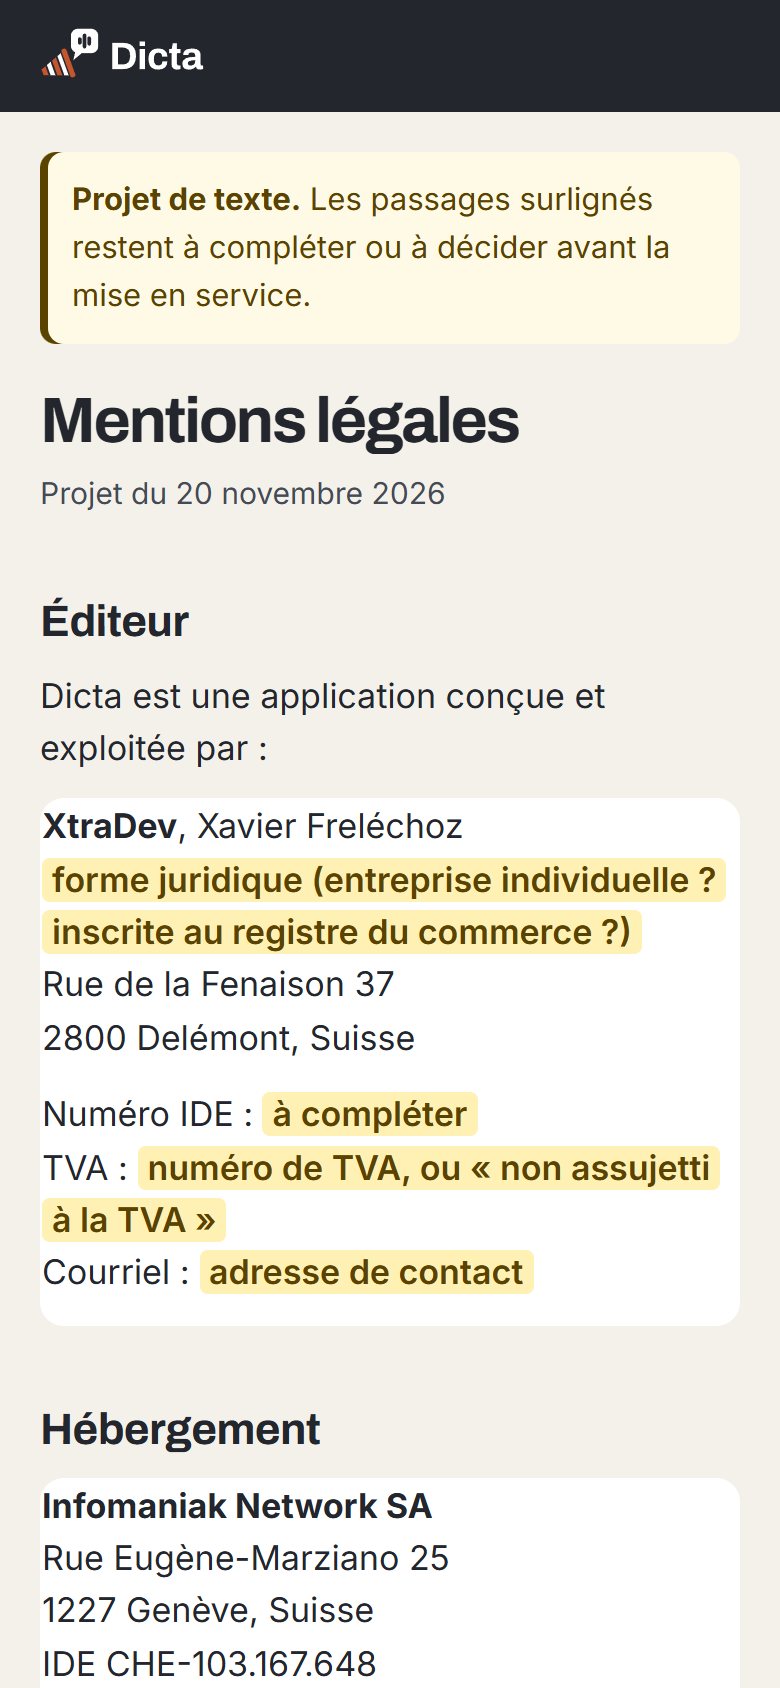 Dicta
Projet de texte. Les passages surlignés
restent à compléter ou à décider avant la
mise en service.
Mentions légales
Projet du 20 novembre 2026
Éditeur
Dicta est une application conçue et
exploitée par :
XtraDev, Xavier Freléchoz
forme juridique (entreprise individuelle ?
inscrite au registre du commerce ?)
Rue de la Fenaison 37
2800 Delémont, Suisse
Numéro IDE : à compléter
TVA : numéro de TVA, ou « non assujetti
à la TVA »
Courriel : adresse de contact
Hébergement
Infomaniak Network SA
Rue Eugène-Marziano 25
1227 Genève, Suisse
IDE CHE-103.167.648